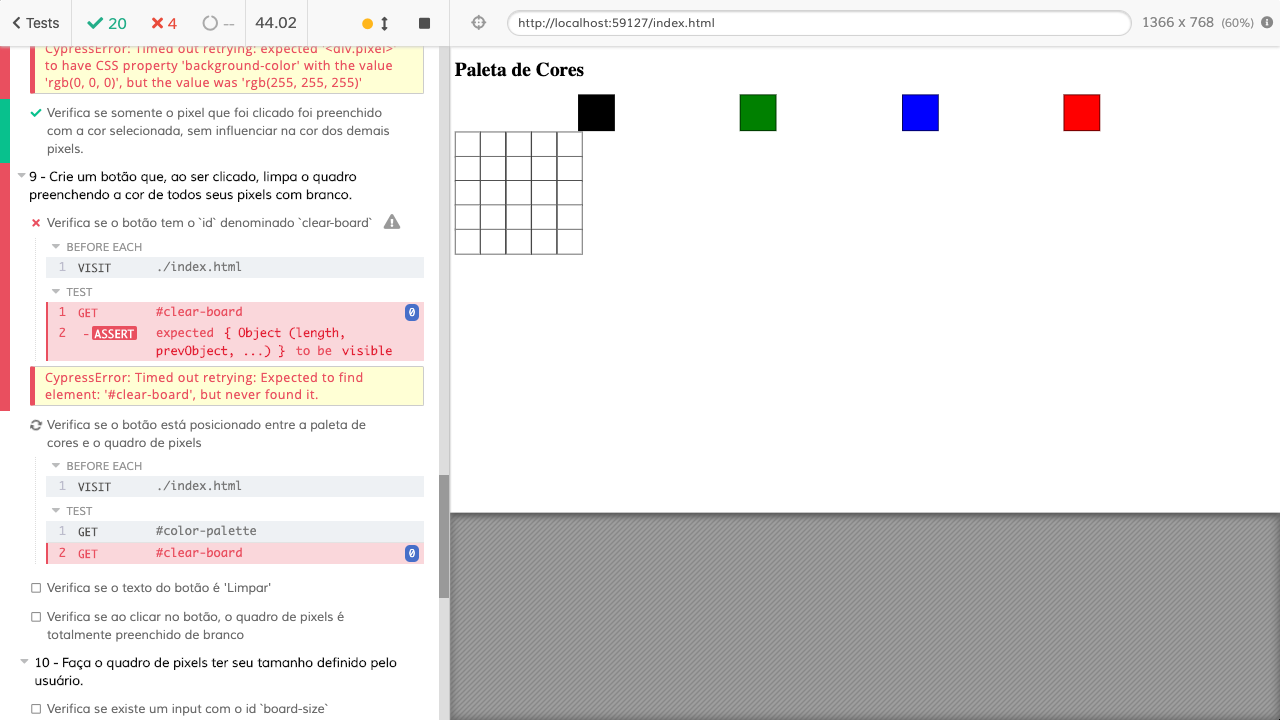 Tests
20
4
--
44.02
http://localhost:59127/index.html
1366 x 768 (60%)
CypressError: Timed out retrying: expected '<div.pixel>'
to have CSS property 'background-color' with the value
'rgb(0, 0, 0)', but the value was 'rgb(255, 255, 255)'
Verifica se somente o pixel que foi clicado foi preenchido
com a cor selecionada, sem influenciar na cor dos demais
pixels.
9 - Crie um botão que, ao ser clicado, limpa o quadro
preenchendo a cor de todos seus pixels com branco.
Verifica se o botão tem o `id` denominado `clear-board`
BEFORE EACH
1 VISIT ./index.html
TEST
1 GET #clear-board 0
2 - ASSERT expected { Object (length,
prevObject, ...) } to be visible
CypressError: Timed out retrying: Expected to find
element: '#clear-board', but never found it.
Verifica se o botão está posicionado entre a paleta de
cores e o quadro de pixels
BEFORE EACH
1 VISIT ./index.html
TEST
1 GET #color-palette
2 GET #clear-board 0
Verifica se o texto do botão é 'Limpar'
Verifica se ao clicar no botão, o quadro de pixels é
totalmente preenchido de branco
10 - Faça o quadro de pixels ter seu tamanho definido pelo
usuário.
Verifica se existe um input com o id `board-size`
Paleta de Cores